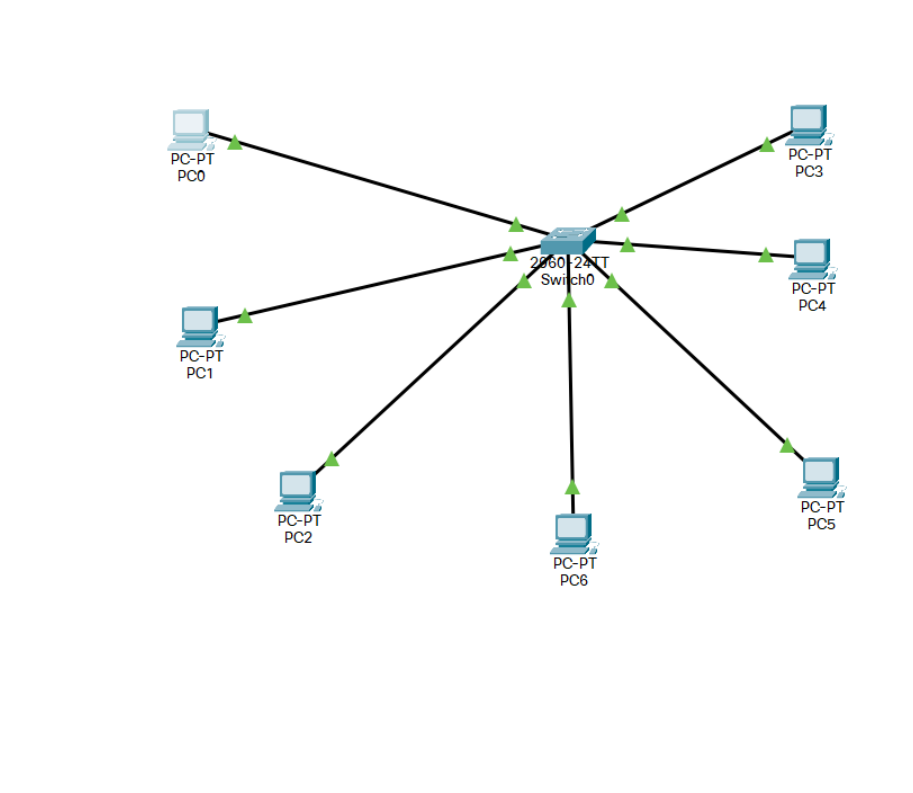 PC-PT
PC0
PC-PT
PC3
2960-24TT
Switch0
PC-PT
PC4
PC-PT
PC1
PC-PT
PC2
PC-PT
PC5
PC-PT
PC6